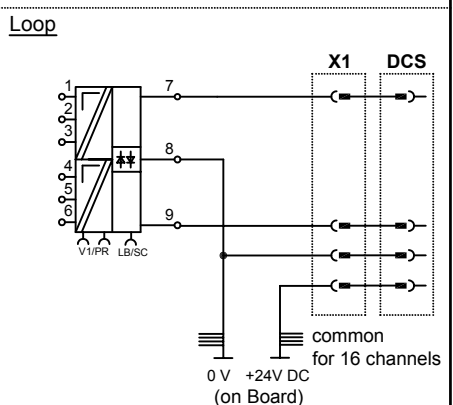 Loop
X1 DCS
1
2
3
4
5
6
7
8
9
V1/PR LB/SC
common
for 16 channels
0 V +24V DC
(on Board)